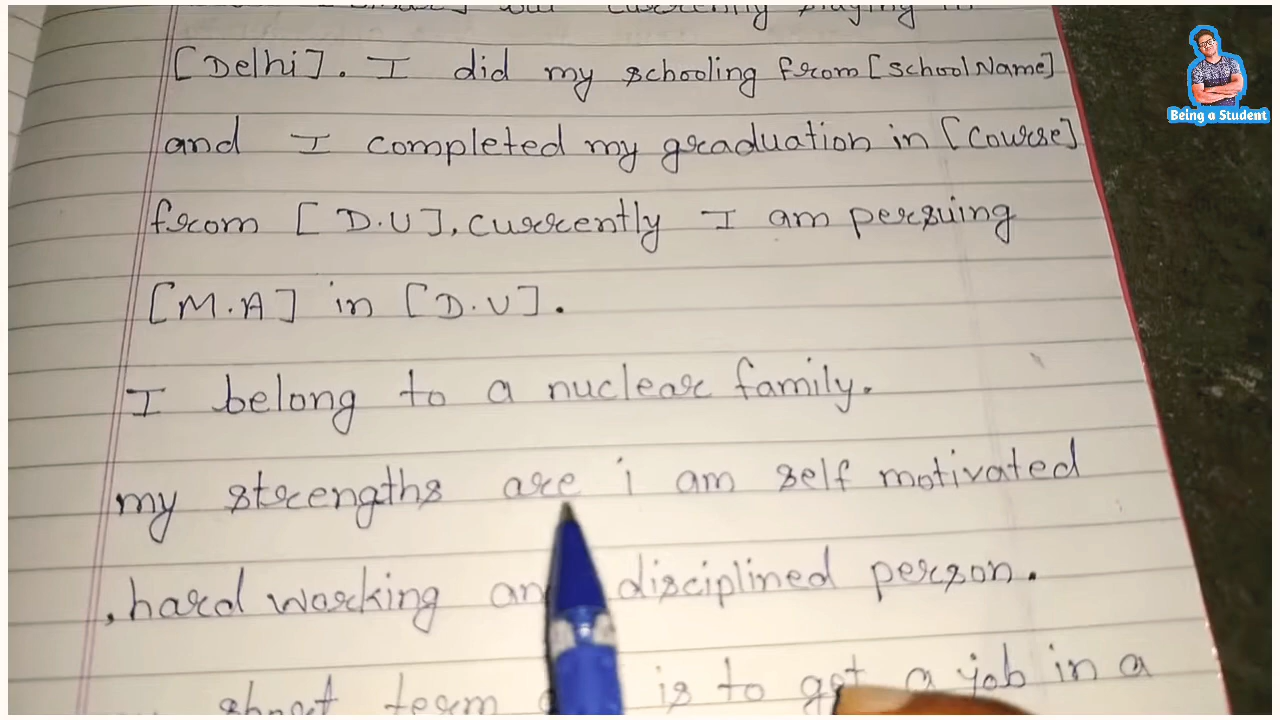 [Delhi]. I did my schooling from [School Name]
and I completed my graduation in [Course]
from [D.U], currently I am persuing
[M.A] in [D.U].
I belong to a nuclear family.
my strengths are i am self motivated
, hard working and disciplined person.
short term is to get a job in a
Being a Student